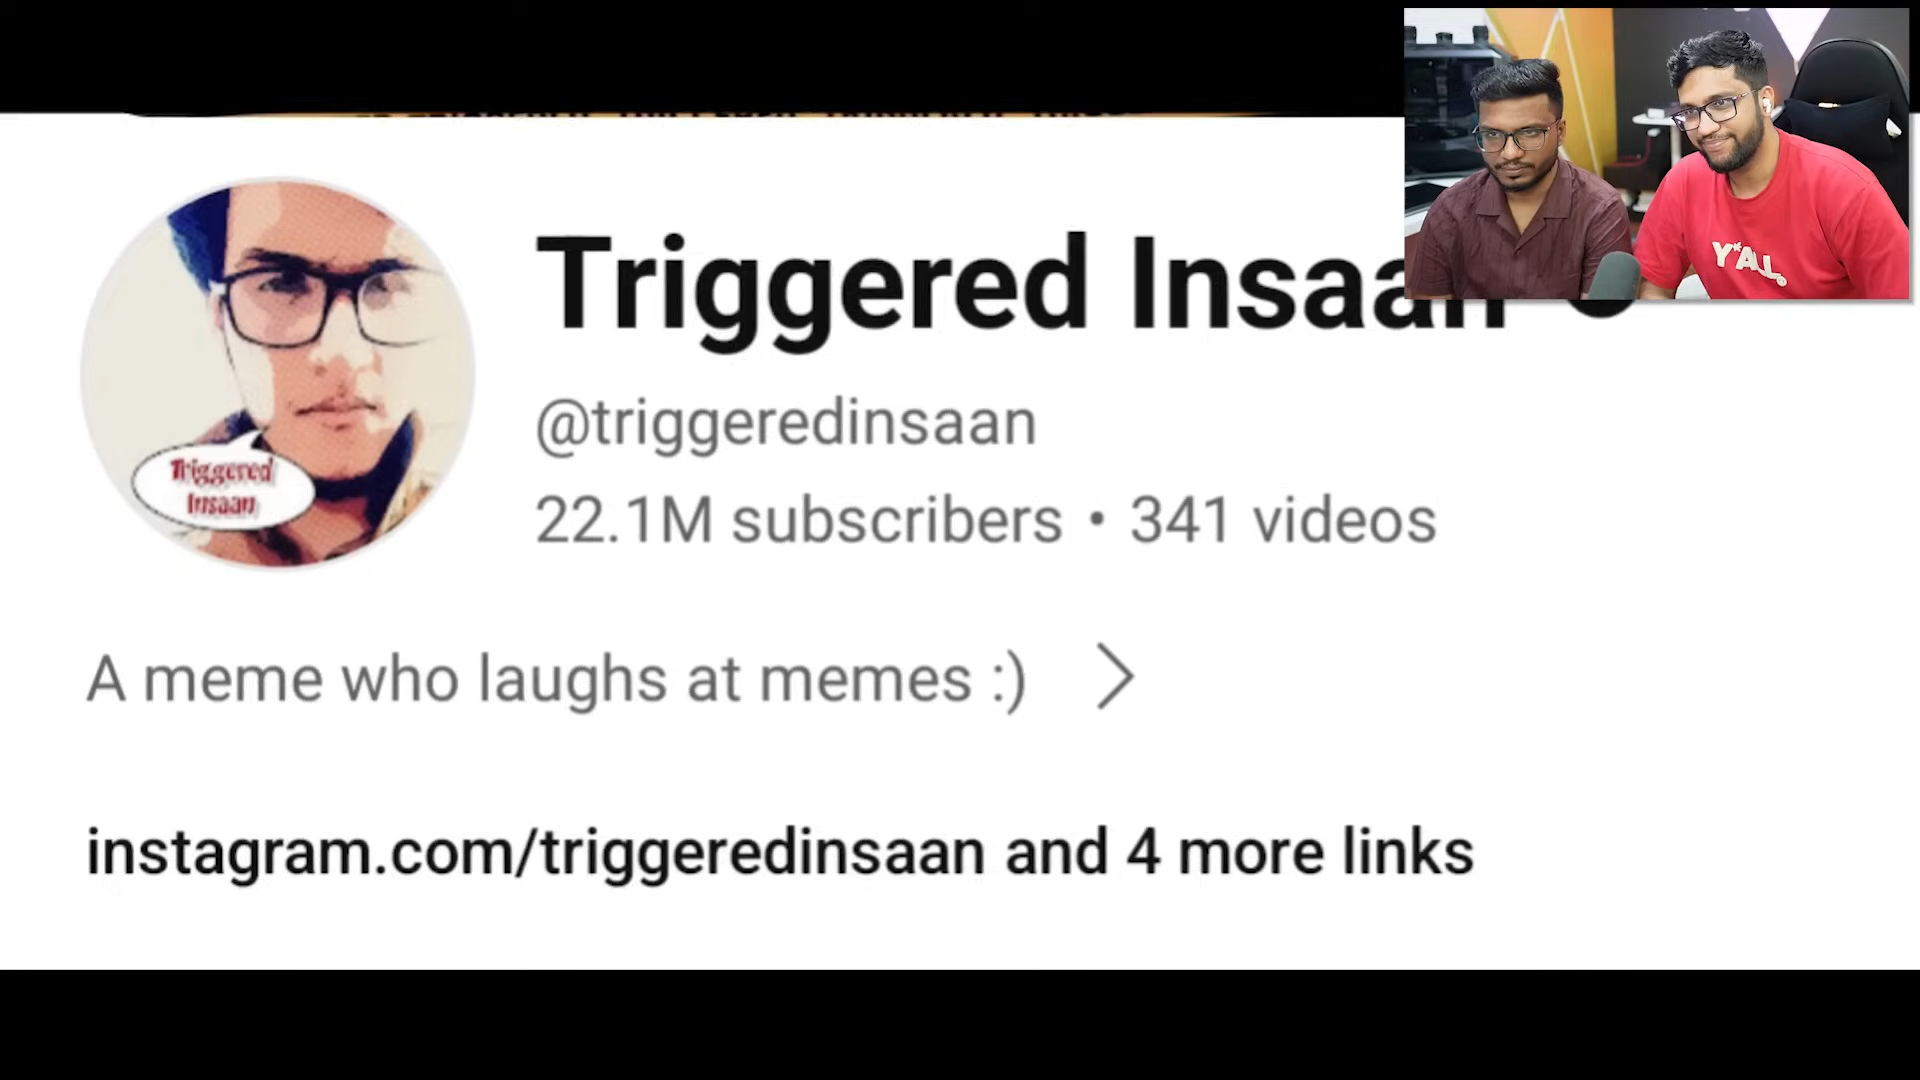 Triggered Insaan
@triggeredinsaan
22.1M subscribers • 341 videos
A meme who laughs at memes :)
instagram.com/triggeredinsaan and 4 more links
Triggered
Insaan
Y*ALL